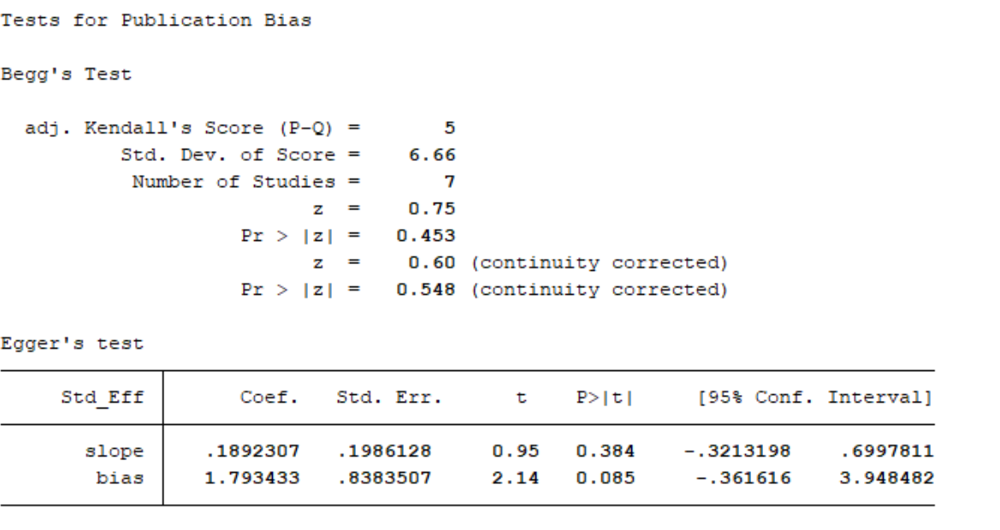 Tests for Publication Bias
Begg's Test
adj. Kendall's Score (P-Q) = 5
Std. Dev. of Score = 6.66
Number of Studies = 7
z = 0.75
Pr > |z| = 0.453
z = 0.60 (continuity corrected)
Pr > |z| = 0.548 (continuity corrected)
Egger's test
Std_Eff Coef. Std. Err. t P>|t| [95% Conf. Interval]
slope .1892307 .1986128 0.95 0.384 -.3213198 .6997811
bias 1.793433 .8383507 2.14 0.085 -.361616 3.948482